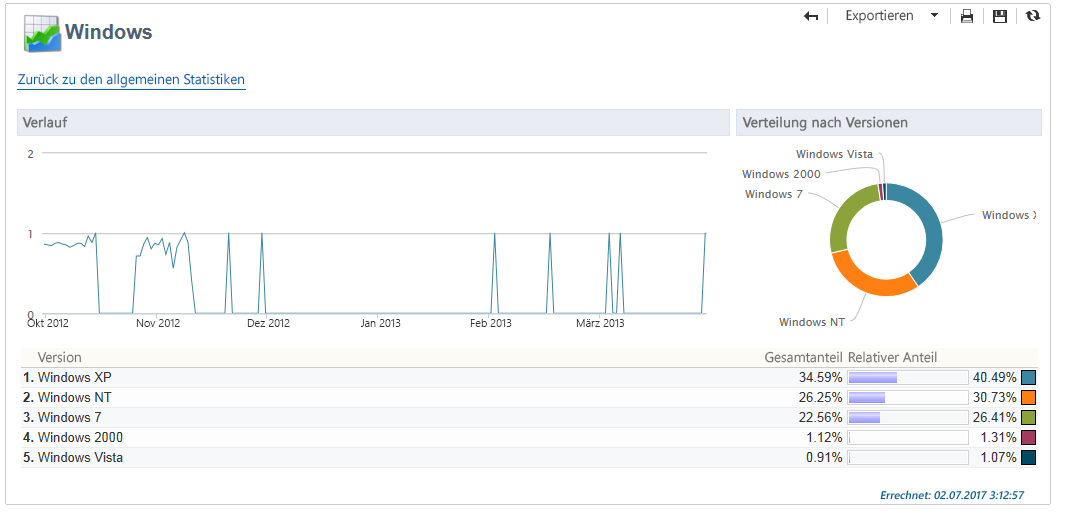 Exportieren
Windows
Zurück zu den allgemeinen Statistiken
Verlauf
Verteilung nach Versionen
2
1
0
Okt 2012 Nov 2012 Dez 2012 Jan 2013 Feb 2013 März 2013
Windows Vista
Windows 2000
Windows 7
Windows X
Windows NT
Version Gesamtanteil Relativer Anteil
1. Windows XP 34.59% 40.49%
2. Windows NT 26.25% 30.73%
3. Windows 7 22.56% 26.41%
4. Windows 2000 1.12% 1.31%
5. Windows Vista 0.91% 1.07%
Errechnet: 02.07.2017 3:12:57